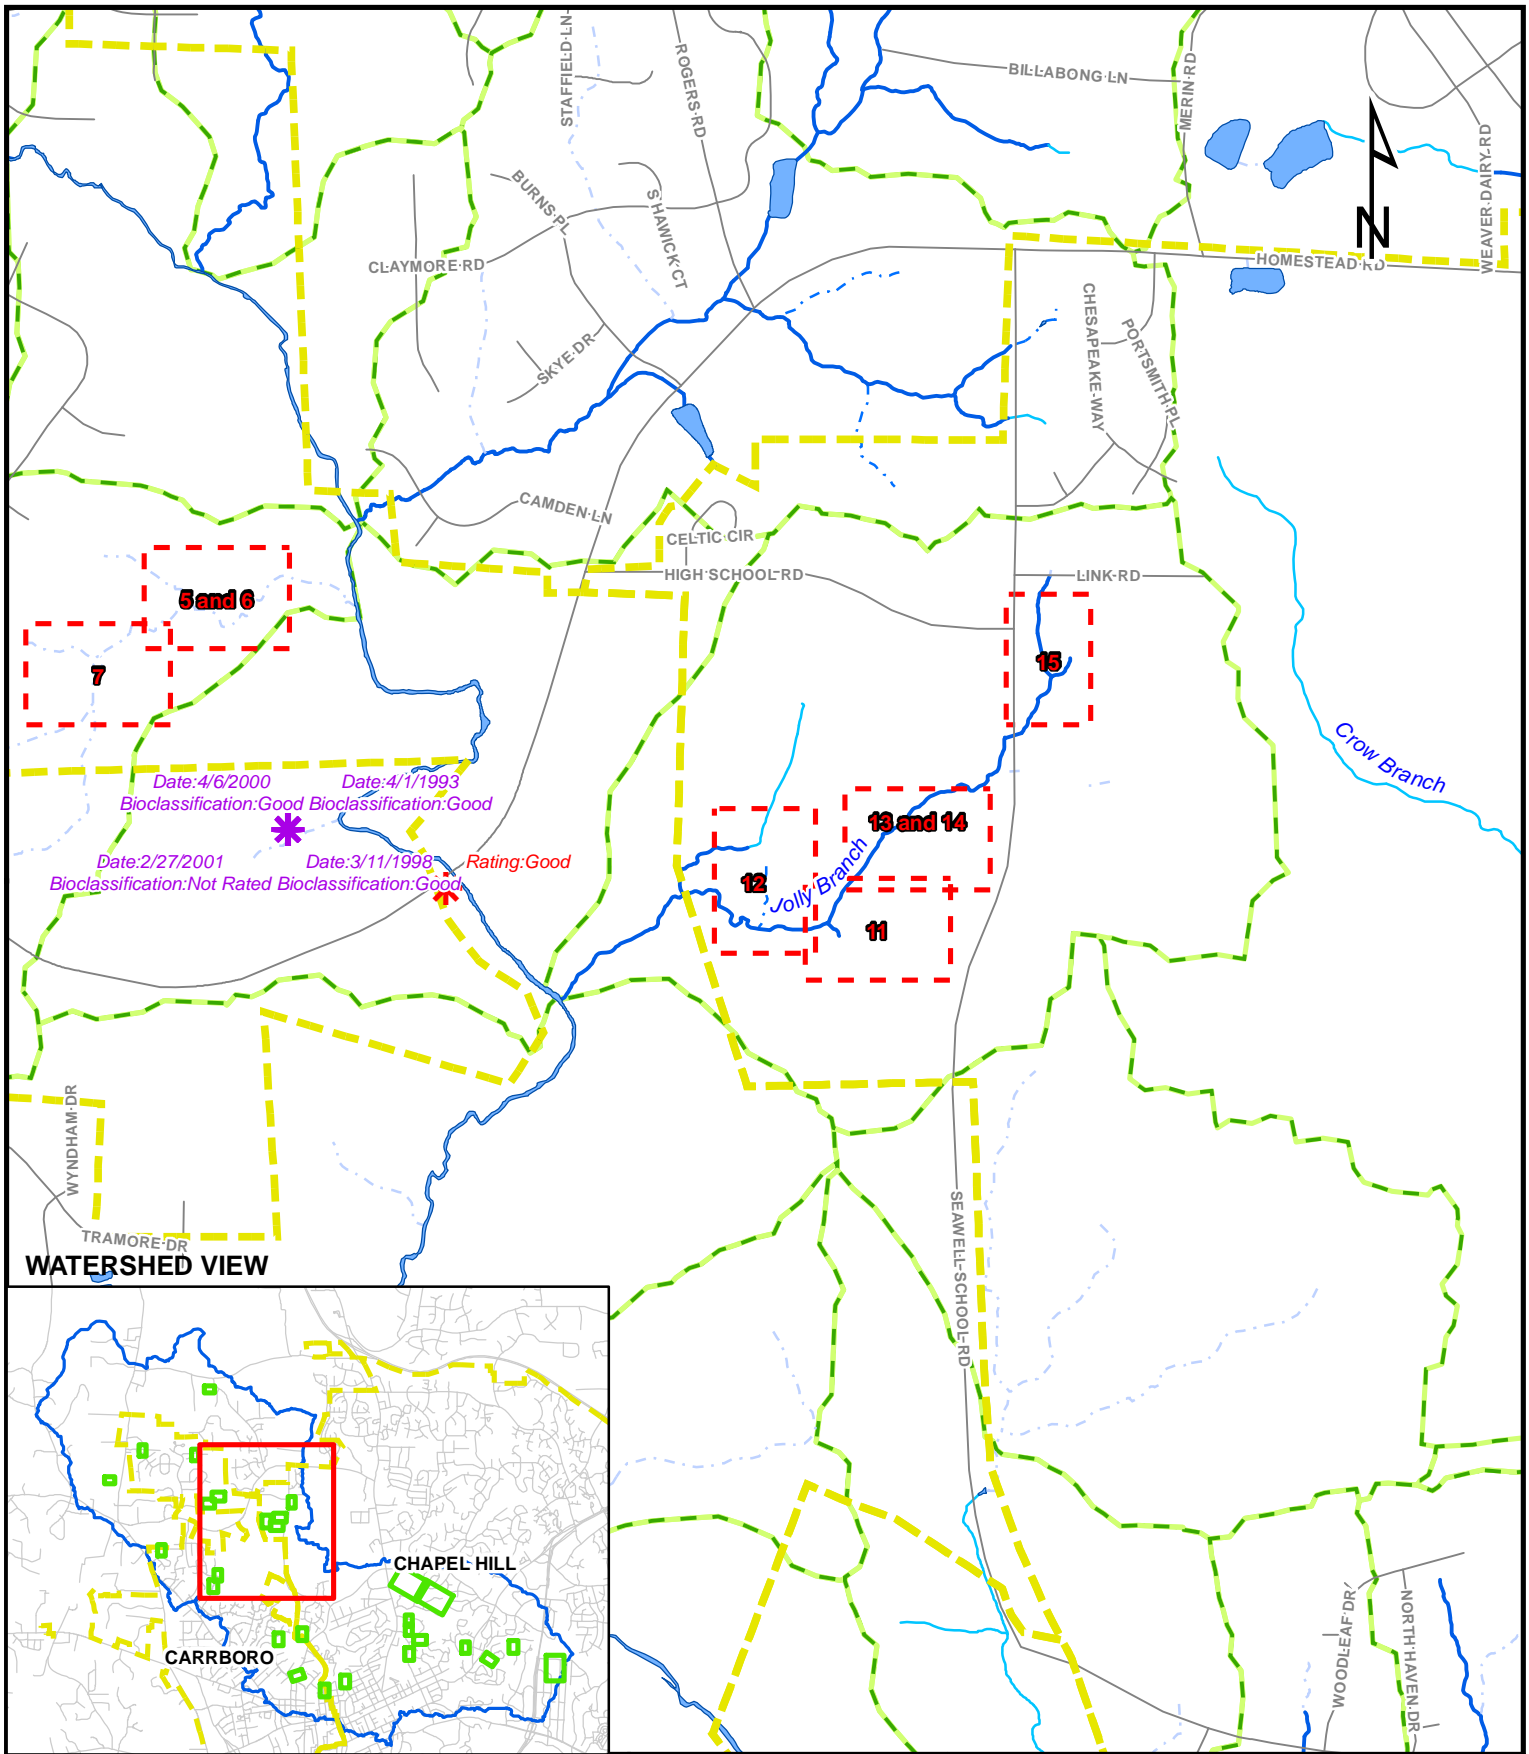 STAFFIELD LN
ROGERS RD
BILLABONG LN
MERIN RD
WEAVER DAIRY RD
N
BURNS PL
S HAWICK CT
CLAYMORE RD
HOMESTEAD RD
CHESAPEAKE WAY
PORTSMITH PL
SKYE DR
CAMDEN LN
CELTIC CIR
HIGH SCHOOL RD
LINK RD
5 and 6
7
15
Crow Branch
Date:4/6/2000
Bioclassification:Good
Date:4/1/1993
Bioclassification:Good
Date:2/27/2001
Bioclassification:Not Rated
Date:3/11/1998
Bioclassification:Good
Rating:Good
13 and 14
12
Jolly Branch
11
WYNDHAM DR
TRAMORE DR
SEAWELL SCHOOL RD
WATERSHED VIEW
CHAPEL HILL
CARRBORO
WOODLEAF DR
NORTH HAVEN DR